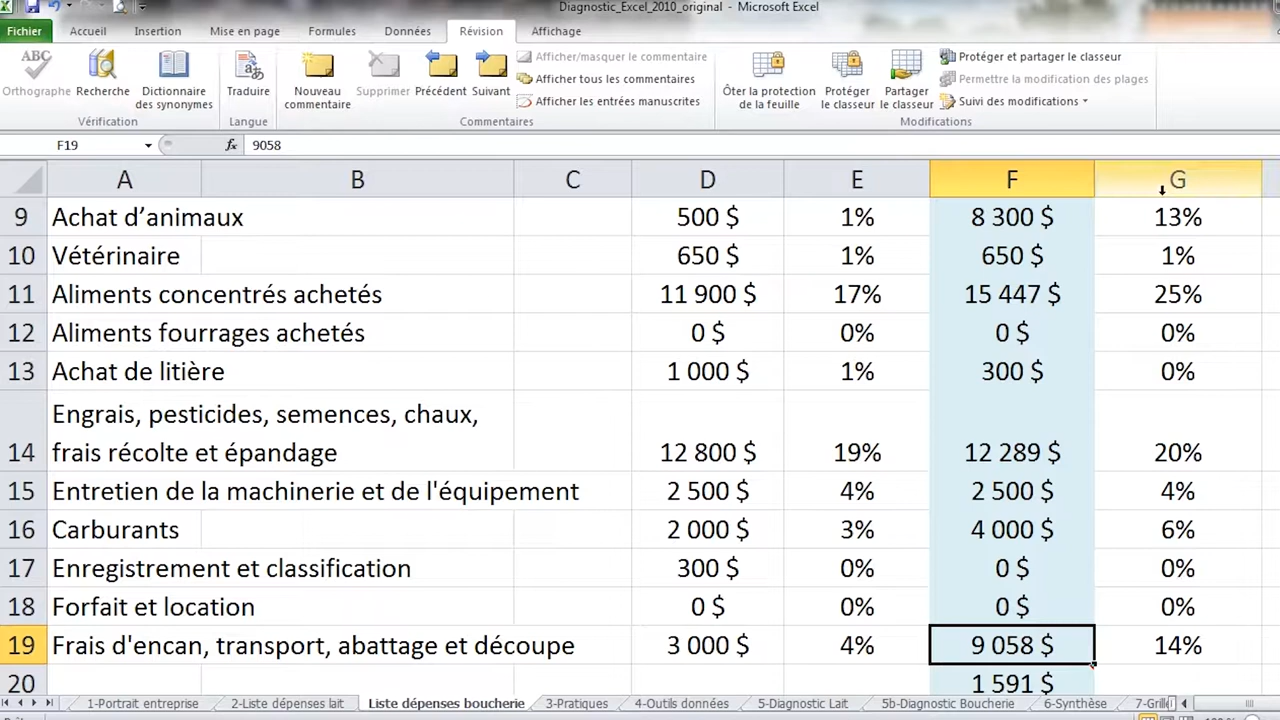 Diagnostic_Excel_2010_original - Microsoft Excel
Fichier Accueil Insertion Mise en page Formules Données Révision Affichage
ABC Orthographe
Recherche
Dictionnaire des synonymes
Traduire
Nouveau commentaire
Supprimer
Précédent
Suivant
Afficher/masquer le commentaire
Afficher tous les commentaires
Afficher les entrées manuscrites
Ôter la protection de la feuille
Protéger le classeur
Partager le classeur
Protéger et partager le classeur
Permettre la modification des plages
Suivi des modifications
Vérification Langue Commentaires Modifications
F19 fx 9058
A B C D E F G
9 Achat d’animaux 500 $ 1% 8 300 $ 13%
10 Vétérinaire 650 $ 1% 650 $ 1%
11 Aliments concentrés achetés 11 900 $ 17% 15 447 $ 25%
12 Aliments fourrages achetés 0 $ 0% 0 $ 0%
13 Achat de litière 1 000 $ 1% 300 $ 0%
Engrais, pesticides, semences, chaux,
14 frais récolte et épandage 12 800 $ 19% 12 289 $ 20%
15 Entretien de la machinerie et de l'équipement 2 500 $ 4% 2 500 $ 4%
16 Carburants 2 000 $ 3% 4 000 $ 6%
17 Enregistrement et classification 300 $ 0% 0 $ 0%
18 Forfait et location 0 $ 0% 0 $ 0%
19 Frais d'encan, transport, abattage et découpe 3 000 $ 4% 9 058 $ 14%
20 1 591 $
1-Portrait entreprise 2-Liste dépenses lait Liste dépenses boucherie 3-Pratiques 4-Outils données 5-Diagnostic Lait 5b-Diagnostic Boucherie 6-Synthèse 7-Grille